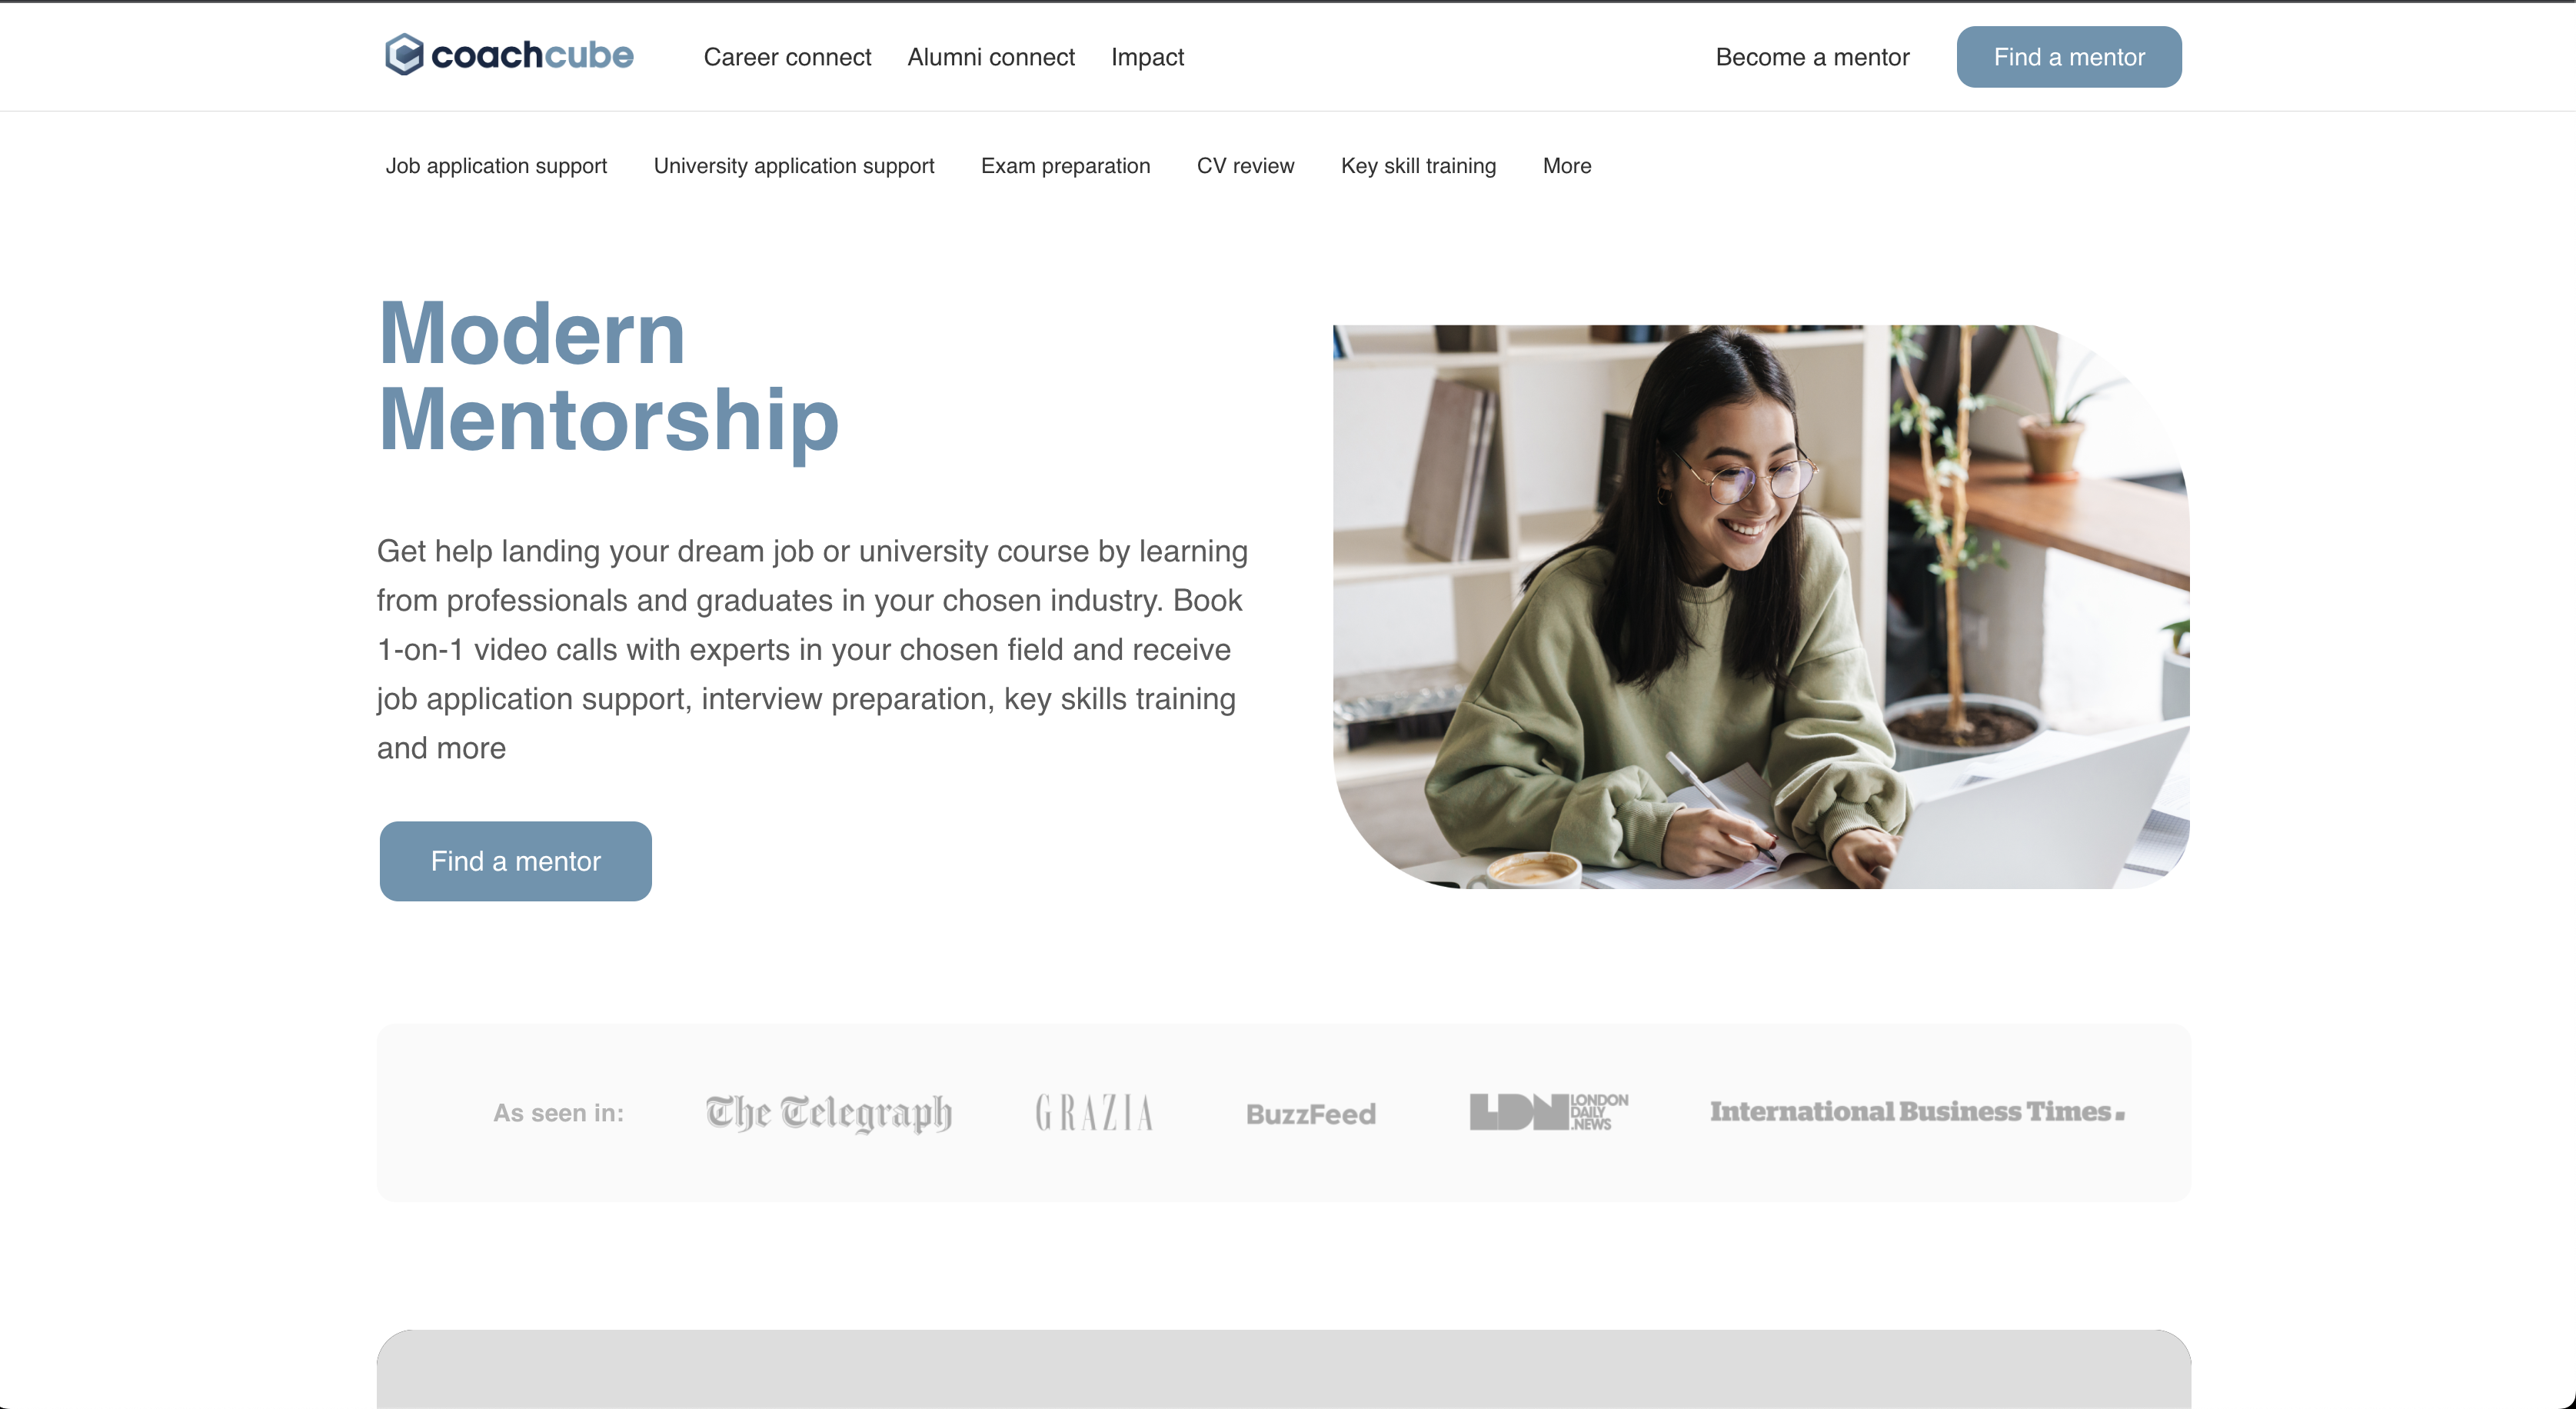 coachcube
Career connect
Alumni connect
Impact
Become a mentor
Find a mentor
Job application support
University application support
Exam preparation
CV review
Key skill training
More
Modern
Mentorship
Get help landing your dream job or university course by learning
from professionals and graduates in your chosen industry. Book
1-on-1 video calls with experts in your chosen field and receive
job application support, interview preparation, key skills training
and more
Find a mentor
As seen in:
The Telegraph
GRAZIA
BuzzFeed
LDN
LONDON
DAILY
.NEWS
International Business Times.